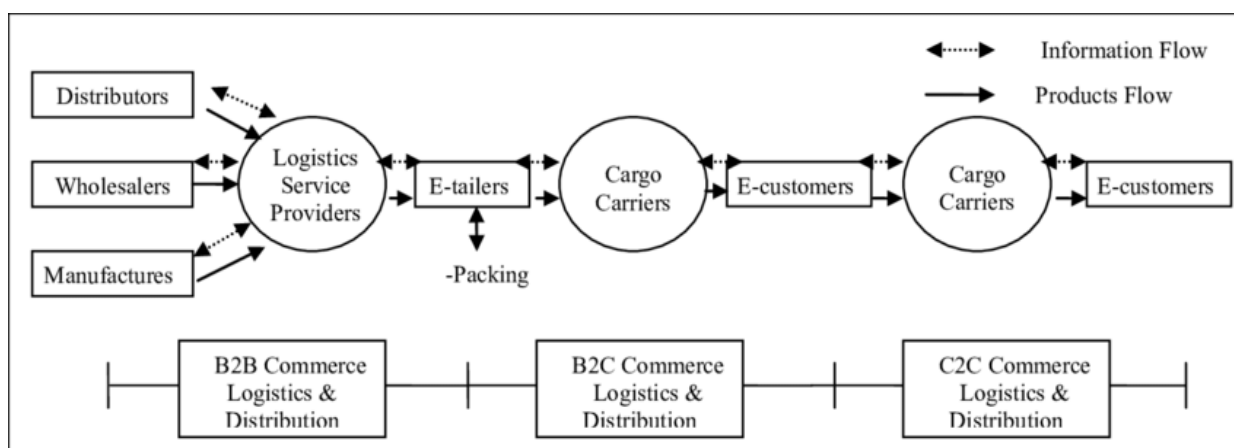 Information Flow
Products Flow
Distributors
Wholesalers
Manufactures
Logistics
Service
Providers
E-tailers
-Packing
Cargo
Carriers
E-customers
Cargo
Carriers
E-customers
B2B Commerce
Logistics &
Distribution
B2C Commerce
Logistics &
Distribution
C2C Commerce
Logistics &
Distribution